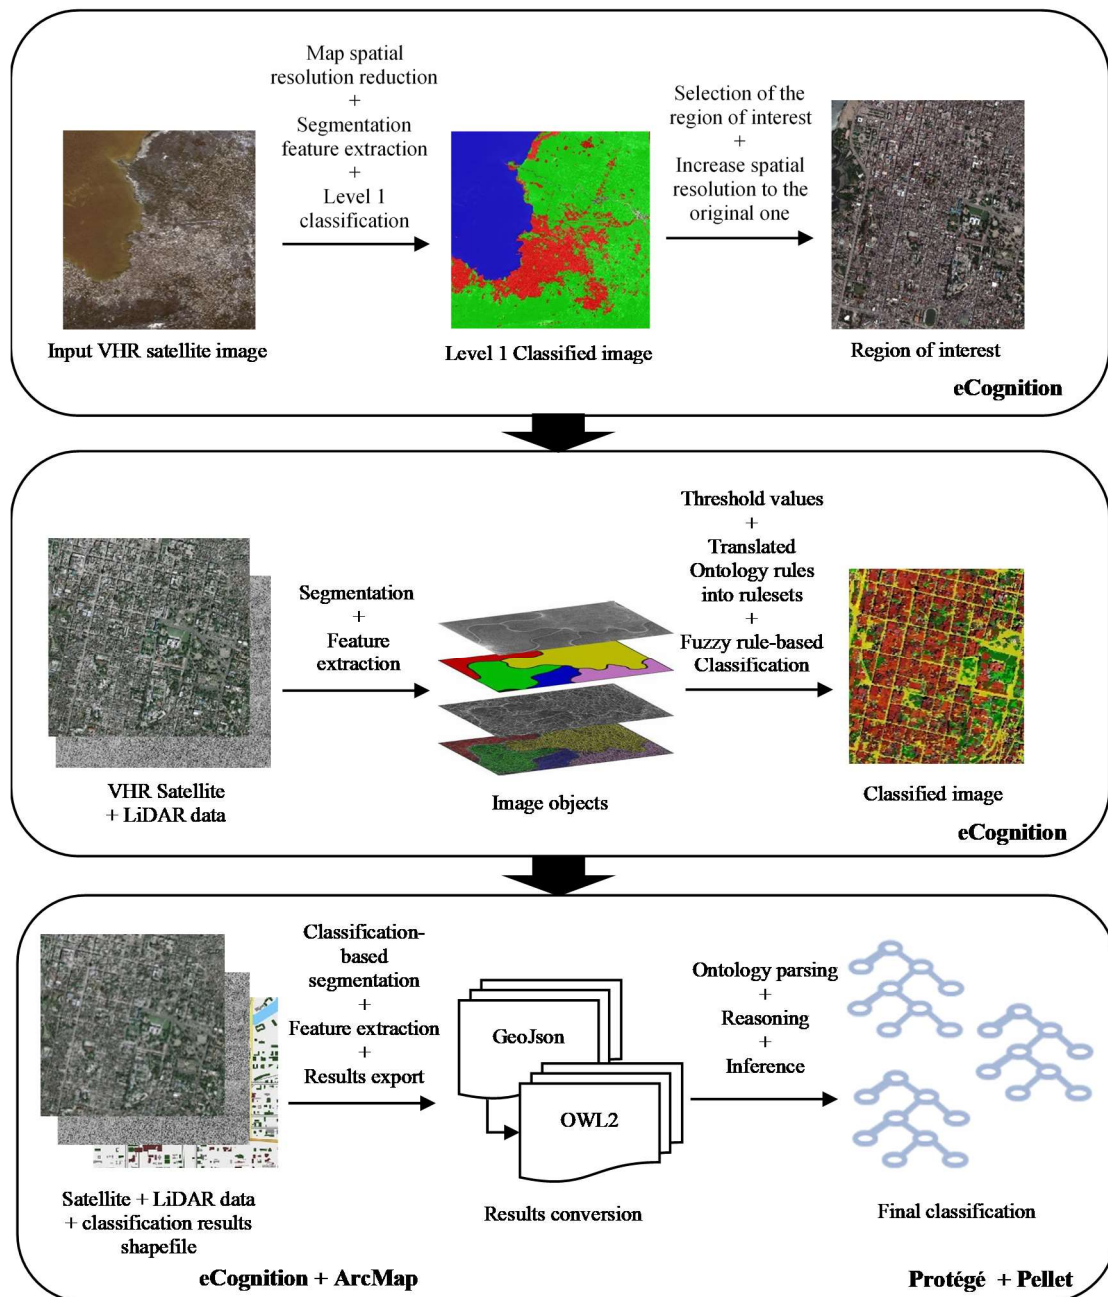 Map spatial
resolution reduction
+
Segmentation
feature extraction
+
Level 1
classification
Selection of the
region of interest
+
Increase spatial
resolution to the
original one
Input VHR satellite image
Level 1 Classified image
Region of interest
eCognition
Segmentation
+
Feature
extraction
Threshold values
+
Translated
Ontology rules
into rulesets
+
Fuzzy rule-based
Classification
VHR Satellite
+ LiDAR data
Image objects
Classified image
eCognition
Classification-
based
segmentation
+
Feature extraction
+
Results export
GeoJson
OWL2
Ontology parsing
+
Reasoning
+
Inference
Satellite + LiDAR data
+ classification results
shapefile
Results conversion
Final classification
eCognition + ArcMap
Protégé + Pellet